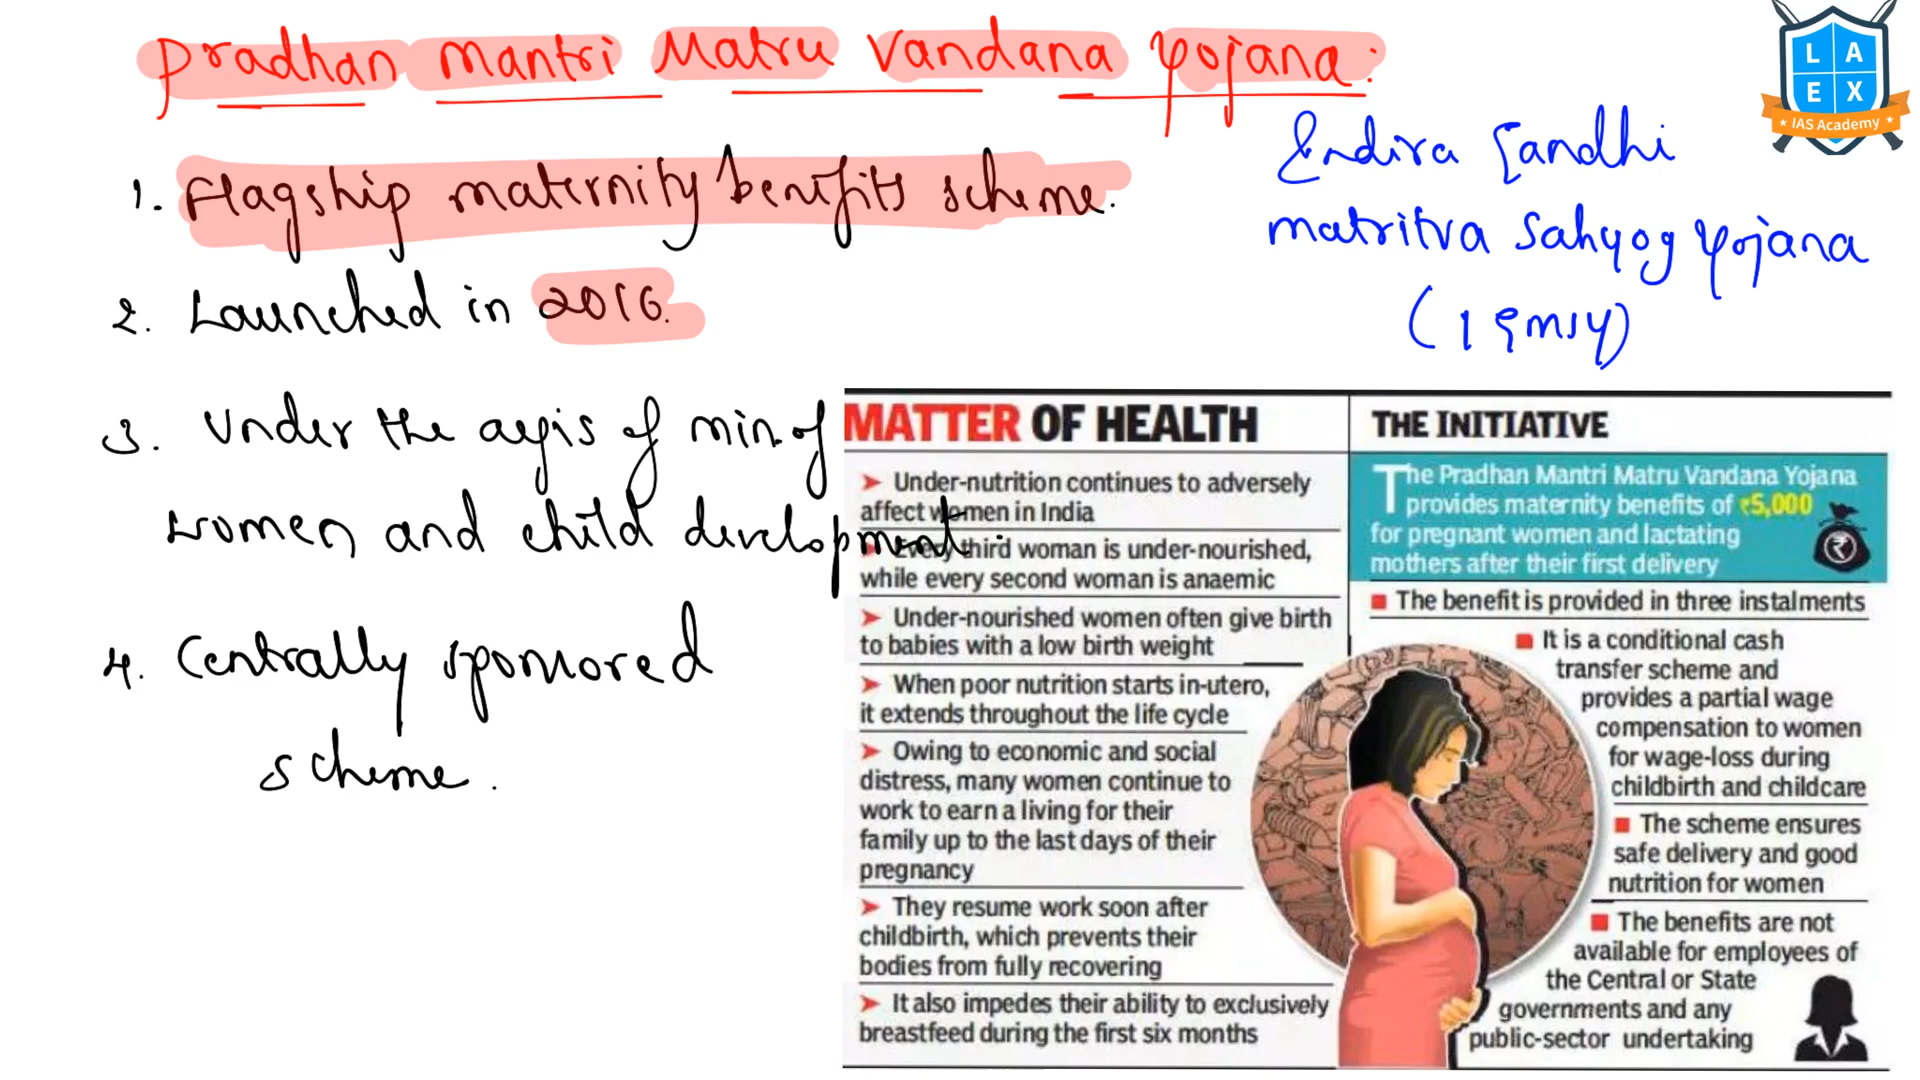 Pradhan Mantri Matru Vandana Yojana:
1. Flagship maternity benefits scheme.
2. Launched in 2016.
3. Under the aegis of min. of
women and child development.
4. Centrally sponsored
scheme.
Indira Gandhi
matritva Sahyog Yojana
(IGMSY)
L A
E X
IAS Academy
MATTER OF HEALTH
➤ Under-nutrition continues to adversely
affect women in India
Every third woman is under-nourished,
while every second woman is anaemic
➤ Under-nourished women often give birth
to babies with a low birth weight
➤ When poor nutrition starts in-utero,
it extends throughout the life cycle
➤ Owing to economic and social
distress, many women continue to
work to earn a living for their
family up to the last days of their
pregnancy
➤ They resume work soon after
childbirth, which prevents their
bodies from fully recovering
➤ It also impedes their ability to exclusively
breastfeed during the first six months
THE INITIATIVE
The Pradhan Mantri Matru Vandana Yojana
provides maternity benefits of ₹5,000
for pregnant women and lactating
mothers after their first delivery
₹
■ The benefit is provided in three instalments
■ It is a conditional cash
transfer scheme and
provides a partial wage
compensation to women
for wage-loss during
childbirth and childcare
■ The scheme ensures
safe delivery and good
nutrition for women
■ The benefits are not
available for employees of
the Central or State
governments and any
public-sector undertaking